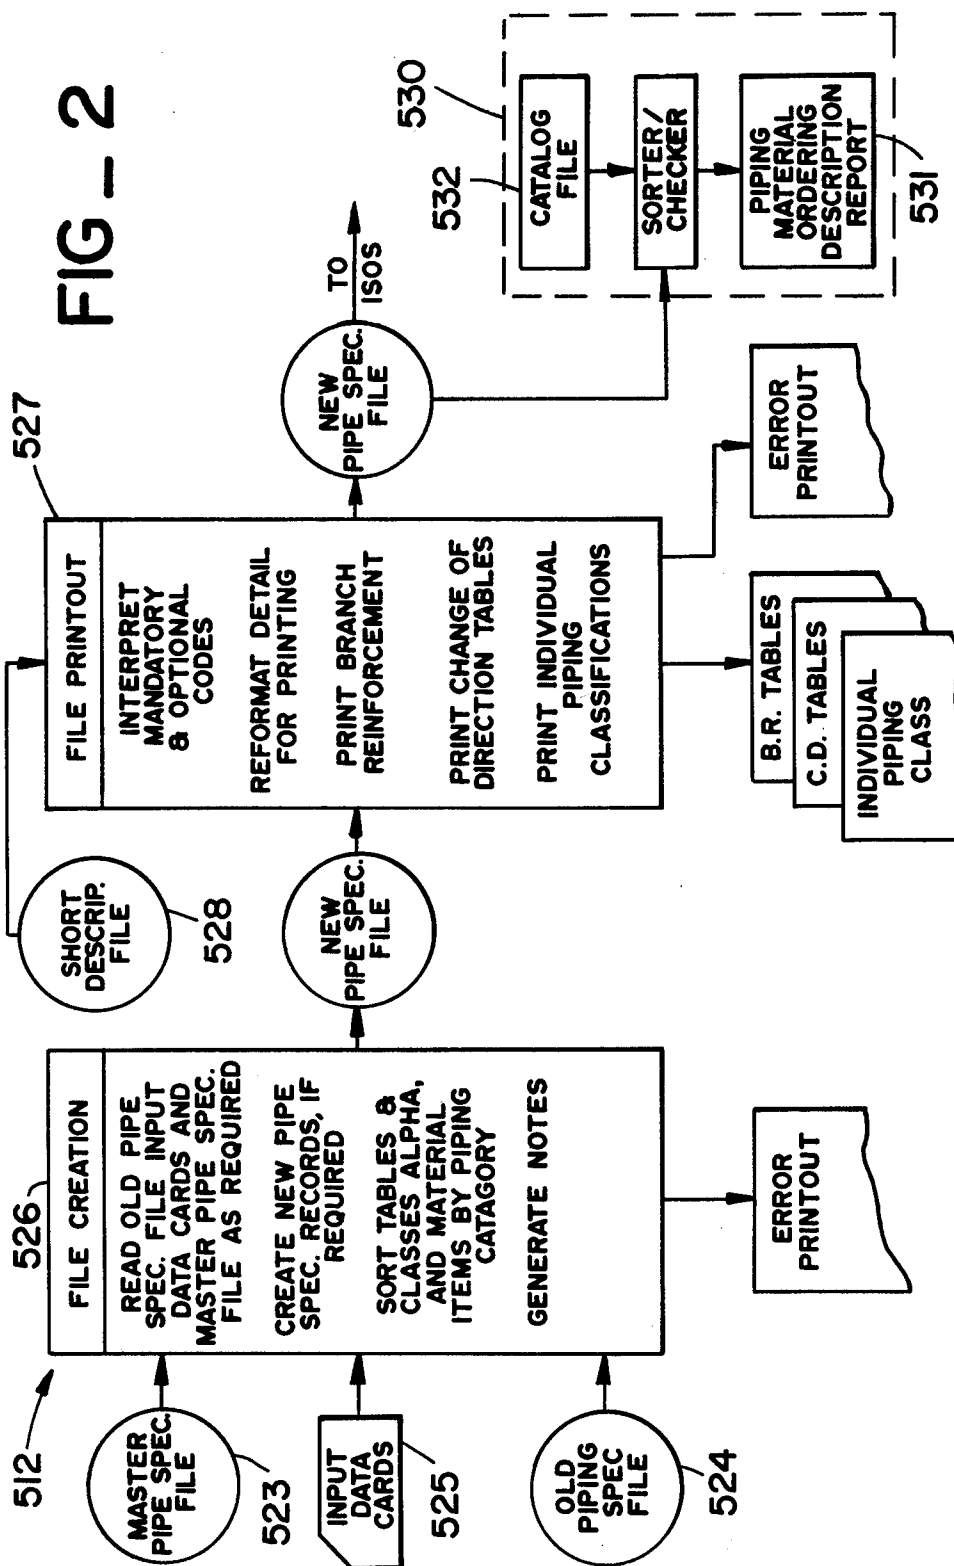 FIG_2
512
526
FILE CREATION
READ OLD PIPE
SPEC. FILE INPUT
DATA CARDS AND
MASTER PIPE SPEC.
FILE AS REQUIRED
CREATE NEW PIPE
SPEC. RECORDS, IF
REQUIRED
SORT TABLES &
CLASSES ALPHA,
AND MATERIAL
ITEMS BY PIPING
CATAGORY
GENERATE NOTES
MASTER
PIPE SPEC.
FILE
523
INPUT
DATA
CARDS
525
OLD
PIPING
SPEC
FILE
524
ERROR
PRINTOUT
SHORT
DESCRIP.
FILE
528
NEW
PIPE SPEC.
FILE
527
FILE PRINTOUT
INTERPRET
MANDATORY
& OPTIONAL
CODES
REFORMAT DETAIL
FOR PRINTING
PRINT BRANCH
REINFORCEMENT
PRINT CHANGE OF
DIRECTION TABLES
PRINT INDIVIDUAL
PIPING
CLASSIFICATIONS
B.R. TABLES
C.D. TABLES
INDIVIDUAL
PIPING
CLASS
ERROR
PRINTOUT
NEW
PIPE SPEC.
FILE
TO
ISOS
530
532
CATALOG
FILE
SORTER/
CHECKER
PIPING
MATERIAL
ORDERING
DESCRIPTION
REPORT
531